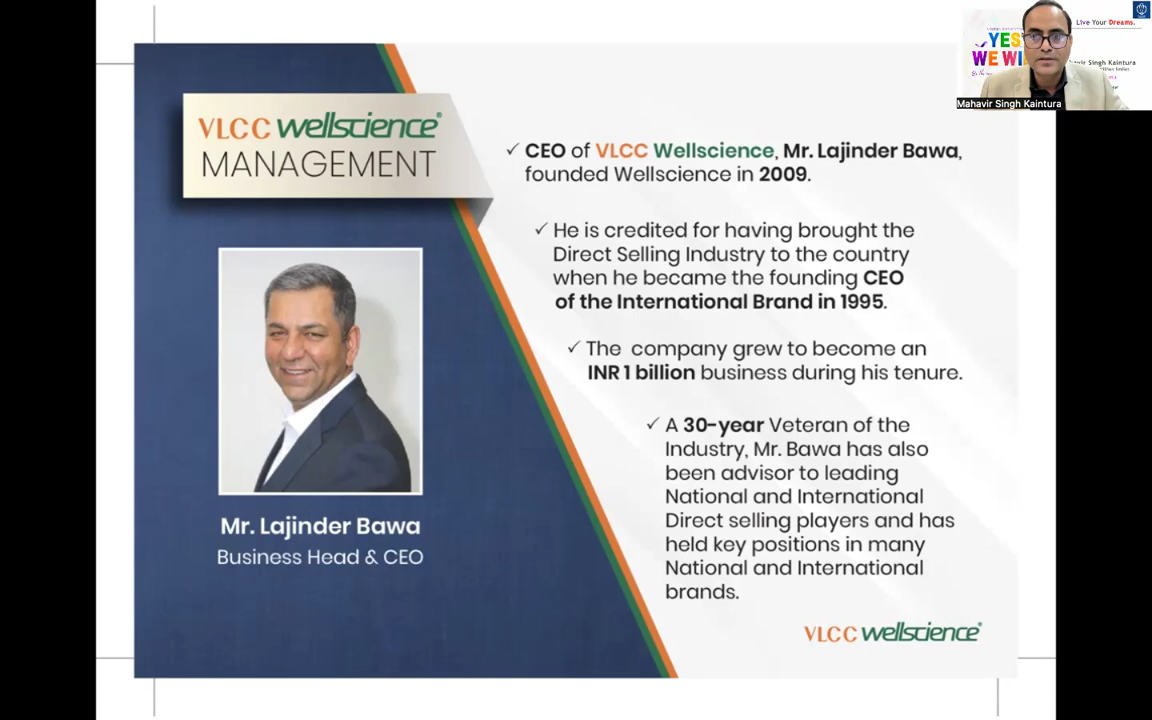 VLCC wellscience®
MANAGEMENT
Mr. Lajinder Bawa
Business Head & CEO
✓ CEO of VLCC Wellscience, Mr. Lajinder Bawa,
founded Wellscience in 2009.
✓ He is credited for having brought the
Direct Selling Industry to the country
when he became the founding CEO
of the International Brand in 1995.
✓ The company grew to become an
INR 1 billion business during his tenure.
✓ A 30-year Veteran of the
Industry, Mr. Bawa has also
been advisor to leading
National and International
Direct selling players and has
held key positions in many
National and International
brands.
VLCC wellscience®
Live Your Dreams.
YES
WE WI
Singh Kaintura
Mahavir Singh Kaintura